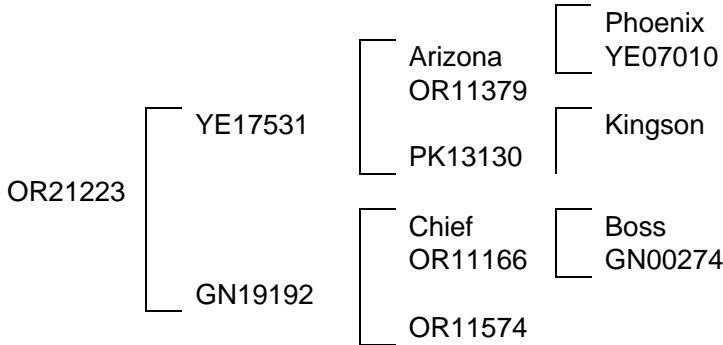 Phoenix
YE07010
Arizona
OR11379
YE17531
Kingson
PK13130
OR21223
Chief
OR11166
Boss
GN00274
GN19192
OR11574